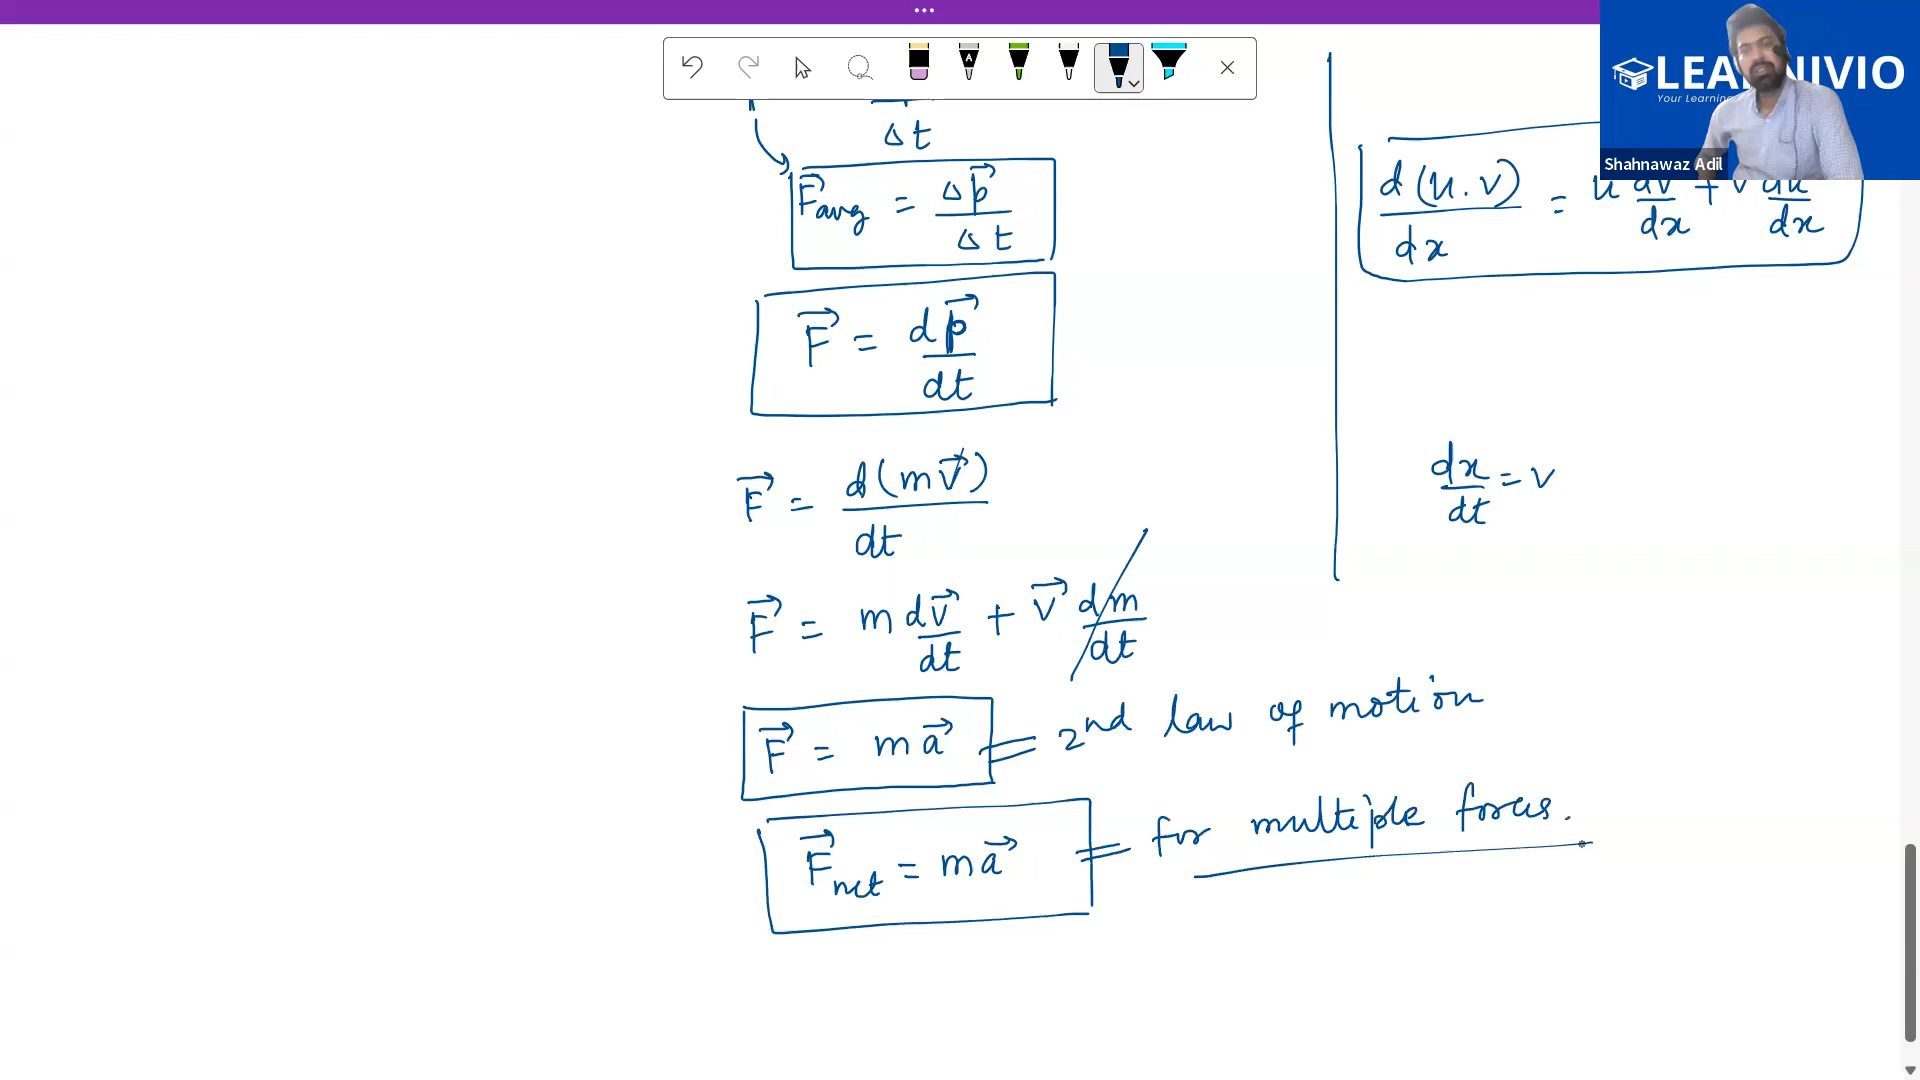 LEARNIVIO
Your Learning
Shahnawaz Adil
Δt
F⃗avg = Δp⃗/Δt
F⃗ = dp⃗/dt
F⃗ = d(mv⃗)/dt
F⃗ = m dv⃗/dt + v⃗ dm/dt
F⃗ = ma⃗ = 2nd law of motion
F⃗net = ma⃗ = for multiple forces.
d(u.v)/dx = u dv/dx + v du/dx
dx/dt = v